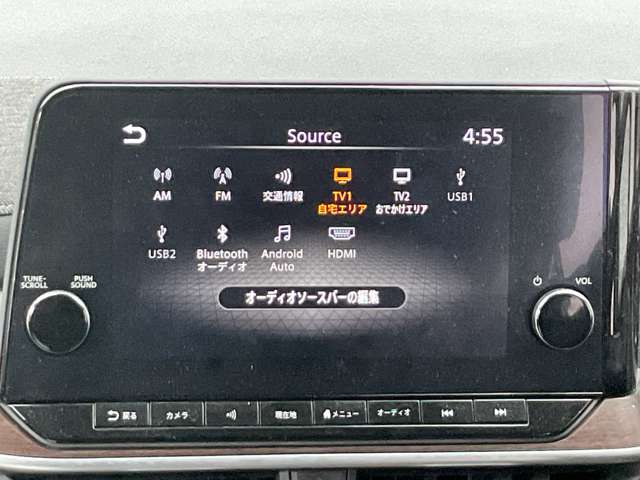 Source
4:55
AM
FM
交通情報
TV1
自宅エリア
TV2
おでかけエリア
USB1
USB2
Bluetooth
オーディオ
Android
Auto
HDMI
オーディオソースバーの編集
TUNE-
SCROLL
PUSH
SOUND
VOL
戻る
カメラ
現在地
メニュー
オーディオ